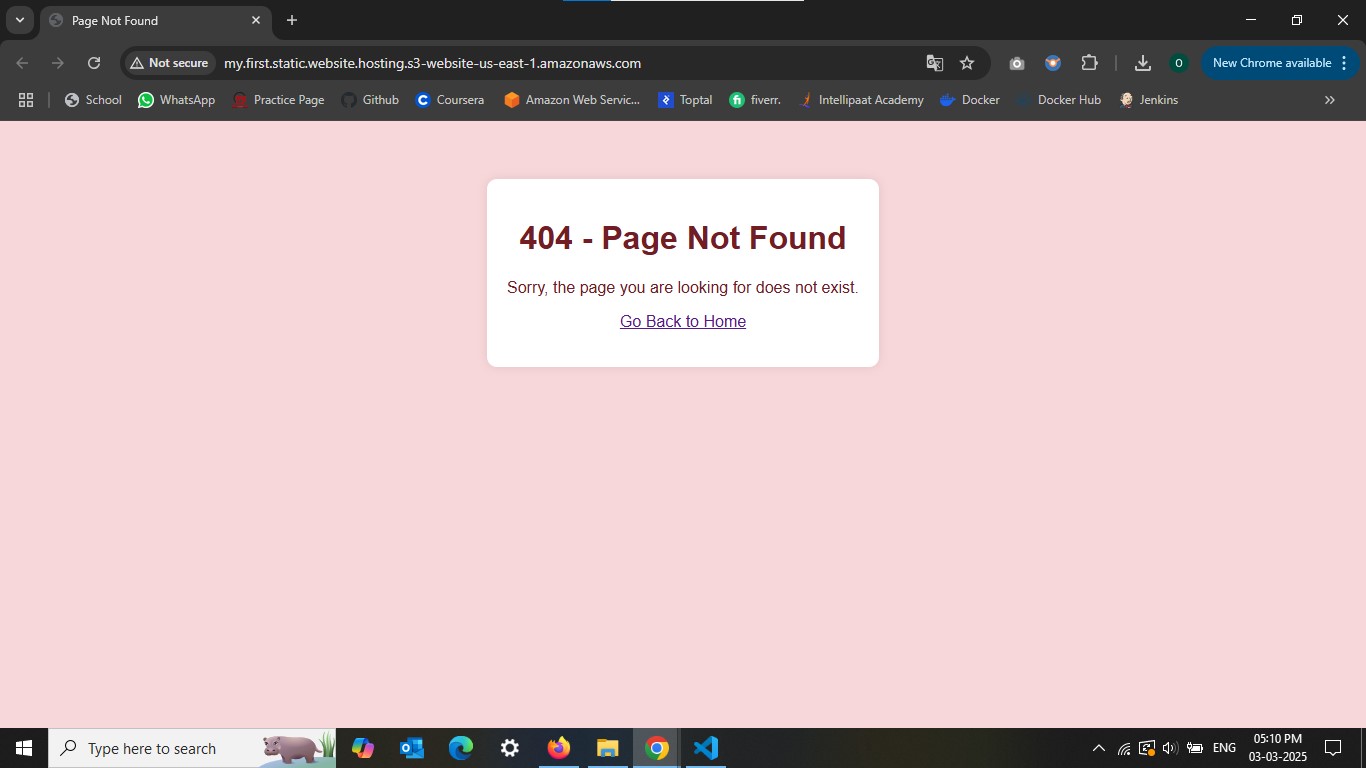 Page Not Found
Not secure
my.first.static.website.hosting.s3-website-us-east-1.amazonaws.com
O
New Chrome available
School
WhatsApp
Practice Page
Github
Coursera
Amazon Web Servic...
Toptal
fiverr.
Intellipaat Academy
Docker
Docker Hub
Jenkins
404 - Page Not Found
Sorry, the page you are looking for does not exist.
Go Back to Home
Type here to search
ENG
05:10 PM
03-03-2025